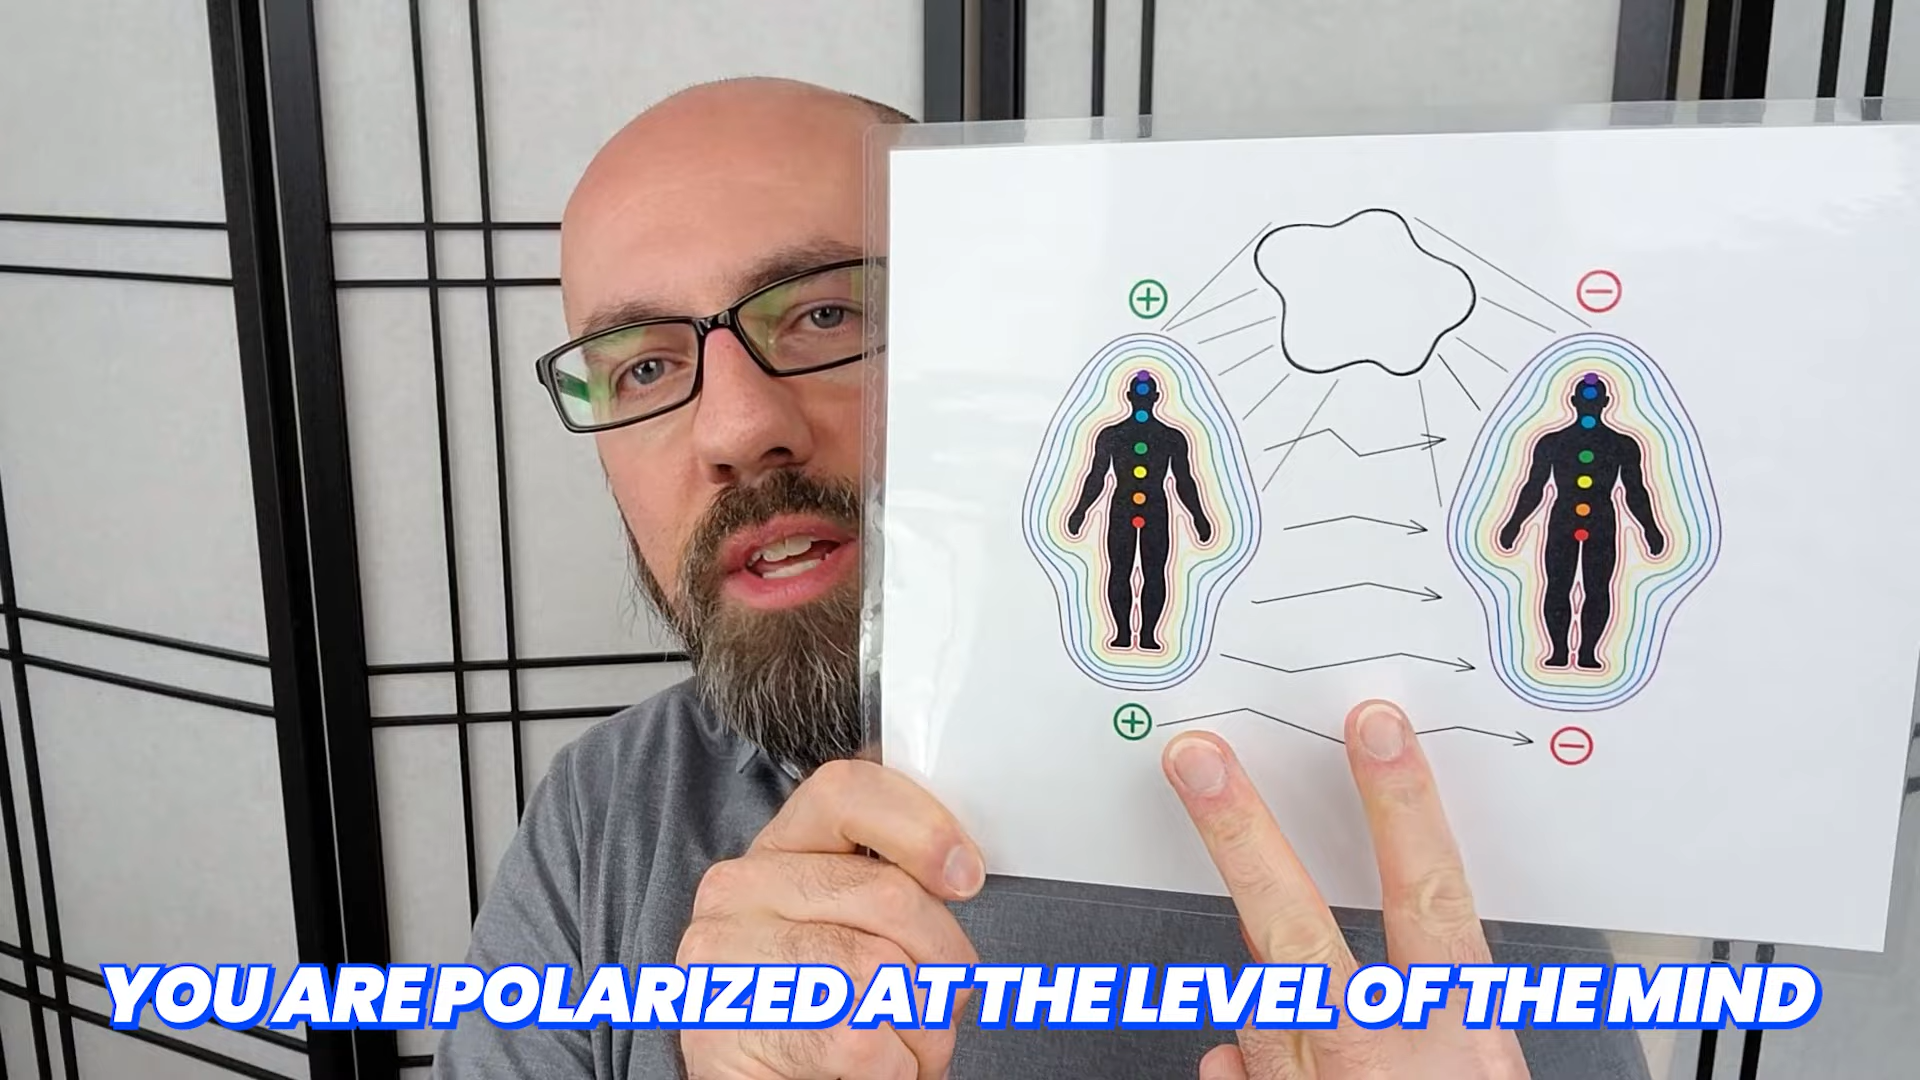 YOU ARE POLARIZED AT THE LEVEL OF THE MIND